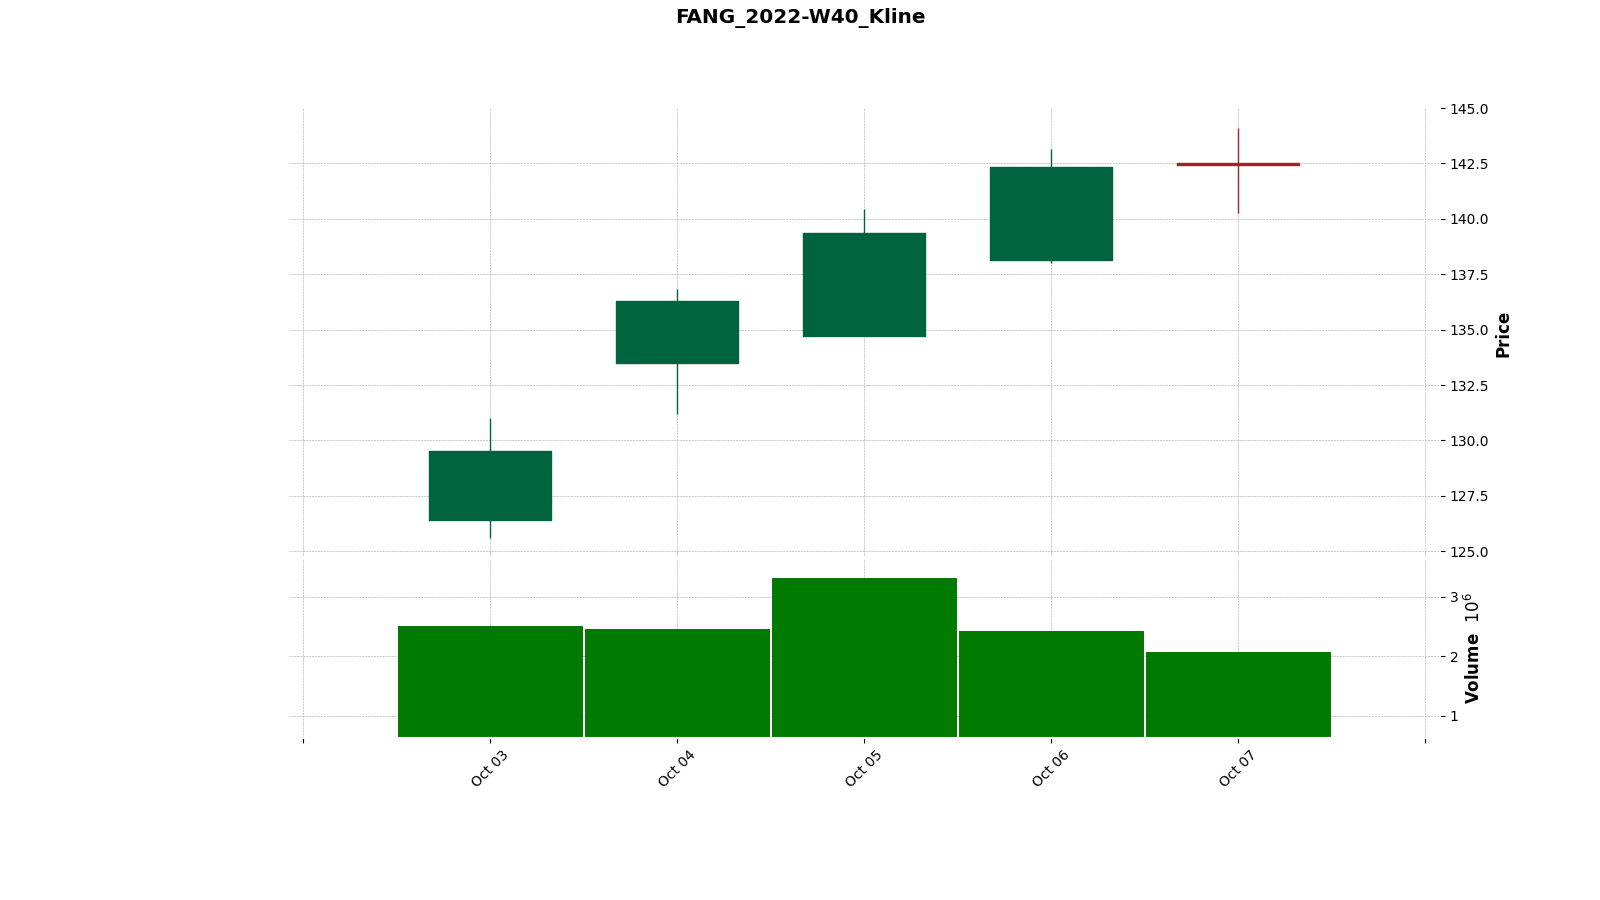 FANG_2022-W40_Kline
145.0
142.5
140.0
137.5
135.0
132.5
130.0
127.5
125.0
Price
3
2
1
Volume 10^6
Oct 03
Oct 04
Oct 05
Oct 06
Oct 07